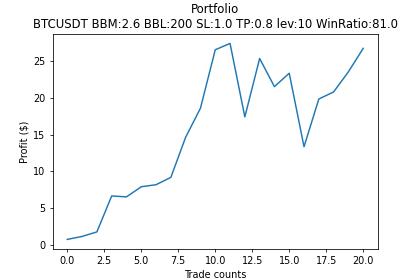 Portfolio
BTCUSDT BBM:2.6 BBL:200 SL:1.0 TP:0.8 lev:10 WinRatio:81.0
Profit ($)
25
20
15
10
5
0
0.0 2.5 5.0 7.5 10.0 12.5 15.0 17.5 20.0
Trade counts